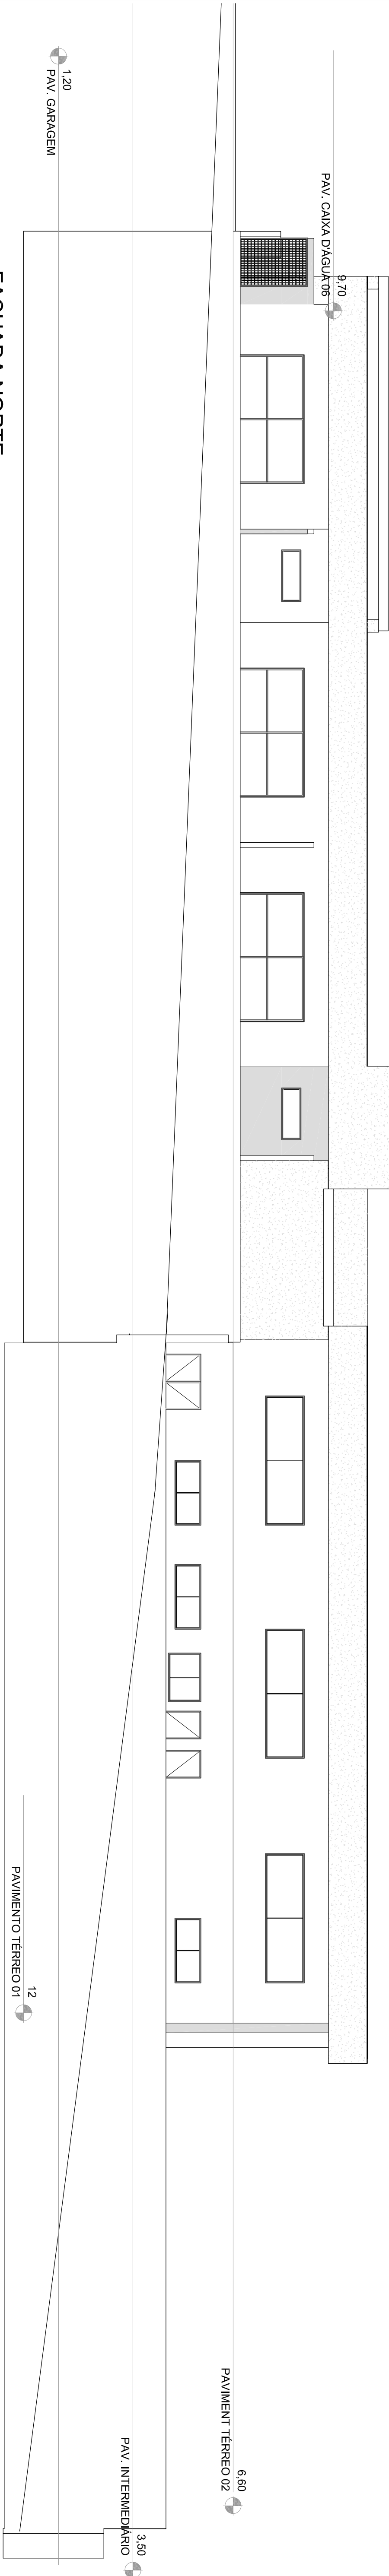 1,20
PAV. GARAGEM
9,70
PAV. CAIXA D'ÁGUA 06
FACHADA NORTE
12
PAVIMENTO TÉRREO 01
6,60
PAVIMENT TÉRREO 02
3,50
PAV. INTERMEDIÁRIO